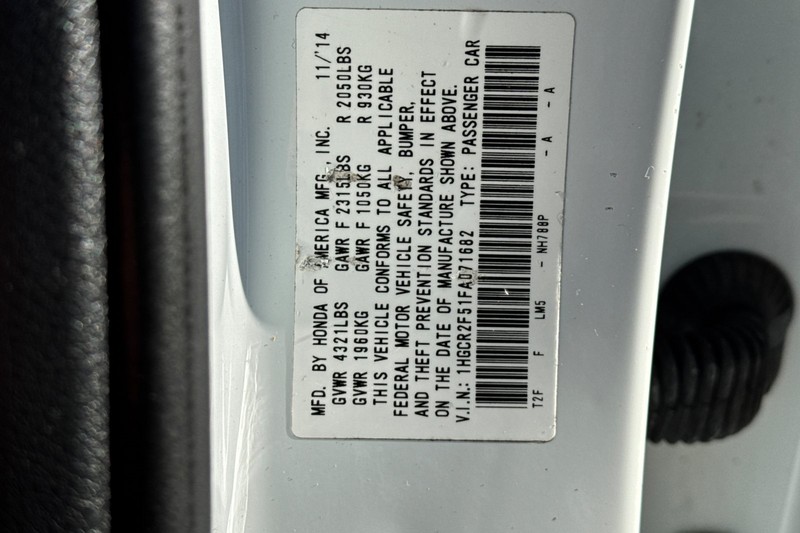 MFD. BY HONDA OF AMERICA MFG., INC. 11/'14
GVWR 4321LBS GAWR F 2315LBS R 2050LBS
GVWR 1960KG GAWR F 1050KG R 930KG
THIS VEHICLE CONFORMS TO ALL APPLICABLE
FEDERAL MOTOR VEHICLE SAFETY, BUMPER,
AND THEFT PREVENTION STANDARDS IN EFFECT
ON THE DATE OF MANUFACTURE SHOWN ABOVE.
V.I.N.: 1HGCR2F51FA071682 TYPE: PASSENGER CAR
T2F F LM5 - NH788P - A - A